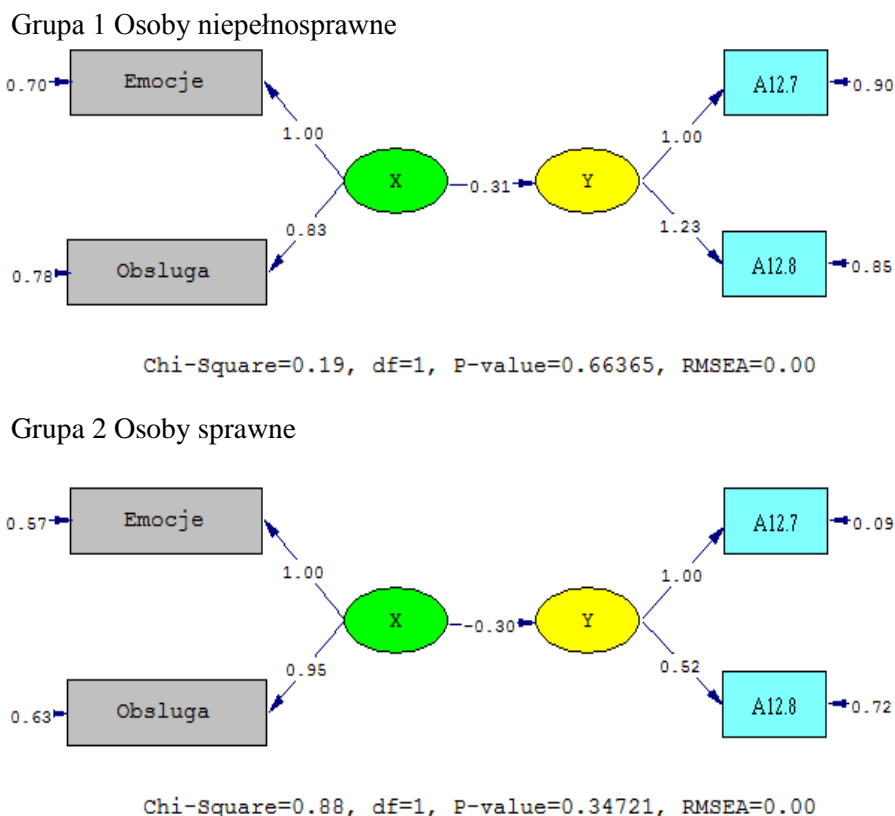 Grupa 1 Osoby niepełnosprawne
0.70 Emocje A12.7 0.90
1.00 1.00
X 0.31 Y
0.83 1.23
0.78 Obsluga A12.8 0.85
Chi-Square=0.19, df=1, P-value=0.66365, RMSEA=0.00
Grupa 2 Osoby sprawne
0.57 Emocje A12.7 0.09
1.00 1.00
X -0.30 Y
0.95 0.52
0.63 Obsluga A12.8 0.72
Chi-Square=0.88, df=1, P-value=0.34721, RMSEA=0.00